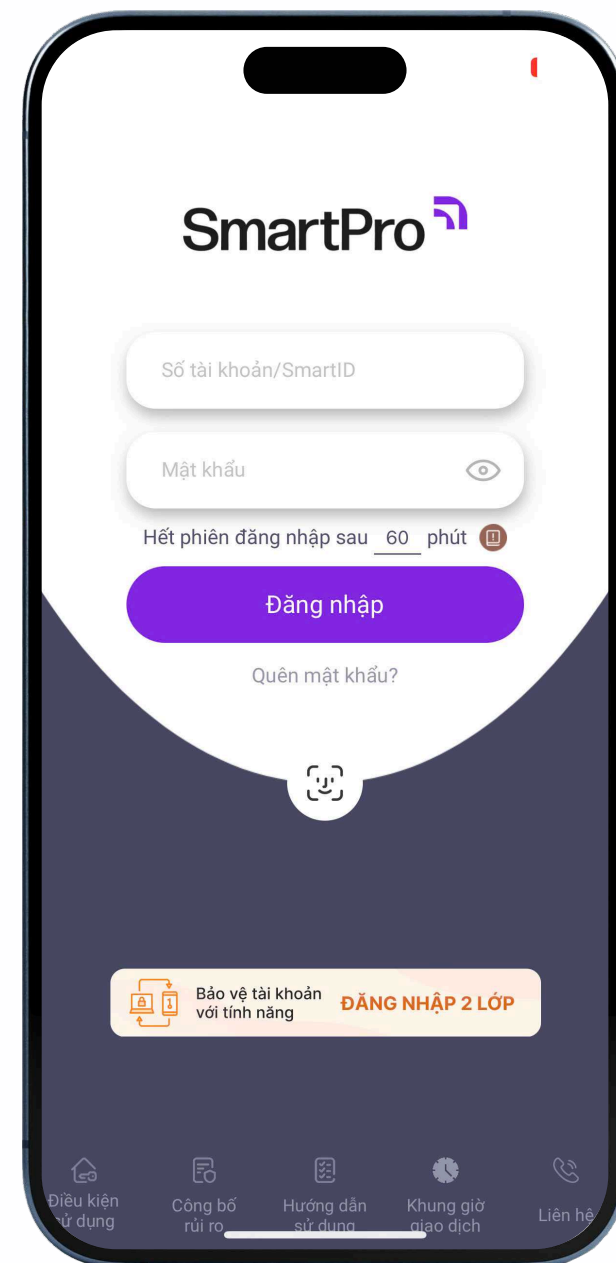 SmartPro
Số tài khoản/SmartID
Mật khẩu
Hết phiên đăng nhập sau 60 phút
Đăng nhập
Quên mật khẩu?
Bảo vệ tài khoản
với tính năng
ĐĂNG NHẬP 2 LỚP
Điều kiện
sử dụng
Công bố
rủi ro
Hướng dẫn
sử dụng
Khung giờ
giao dịch
Liên hệ